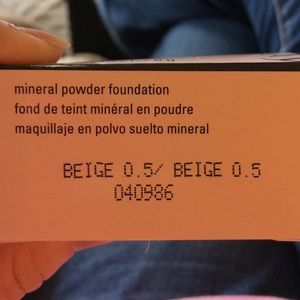 mineral powder foundation
fond de teint minéral en poudre
maquillaje en polvo suelto mineral
BEIGE 0.5/ BEIGE 0.5
040986